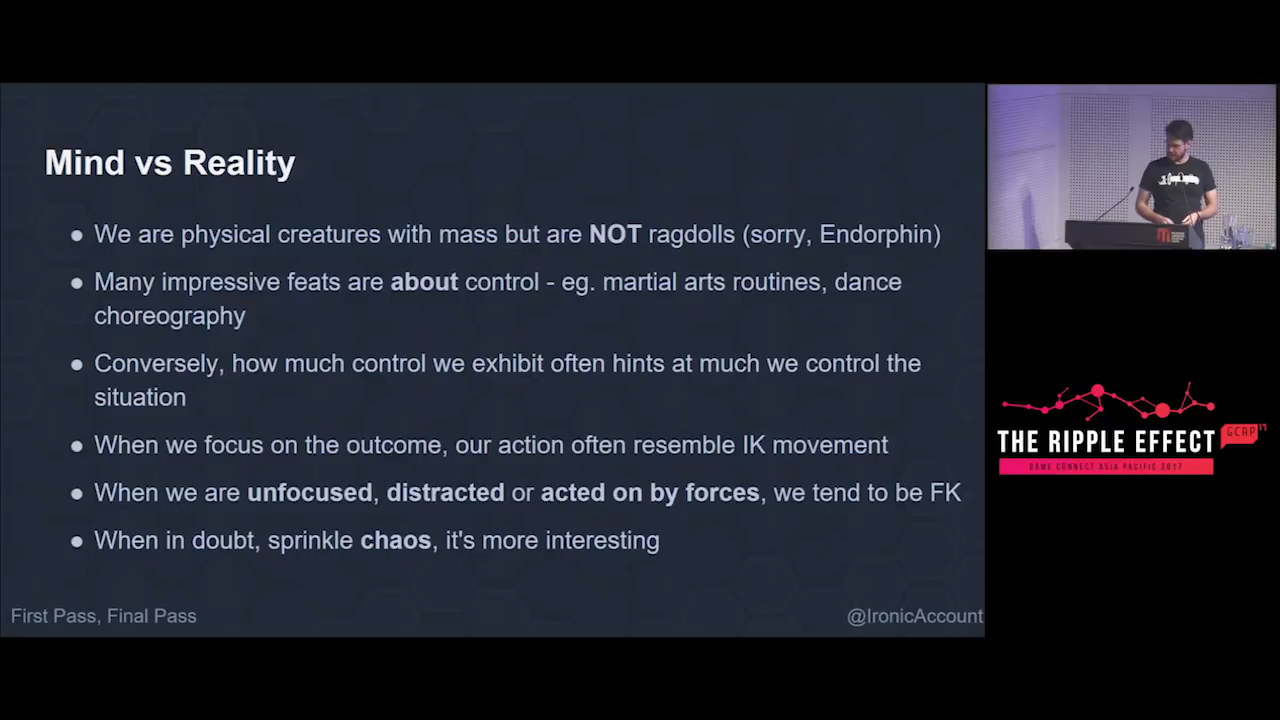 Mind vs Reality
● We are physical creatures with mass but are NOT ragdolls (sorry, Endorphin)
● Many impressive feats are about control - eg. martial arts routines, dance
choreography
● Conversely, how much control we exhibit often hints at much we control the
situation
● When we focus on the outcome, our action often resemble IK movement
● When we are unfocused, distracted or acted on by forces, we tend to be FK
● When in doubt, sprinkle chaos, it's more interesting
First Pass, Final Pass
@IronicAccount
THE RIPPLE EFFECT
GCAP 17
GAME CONNECT ASIA PACIFIC 2017